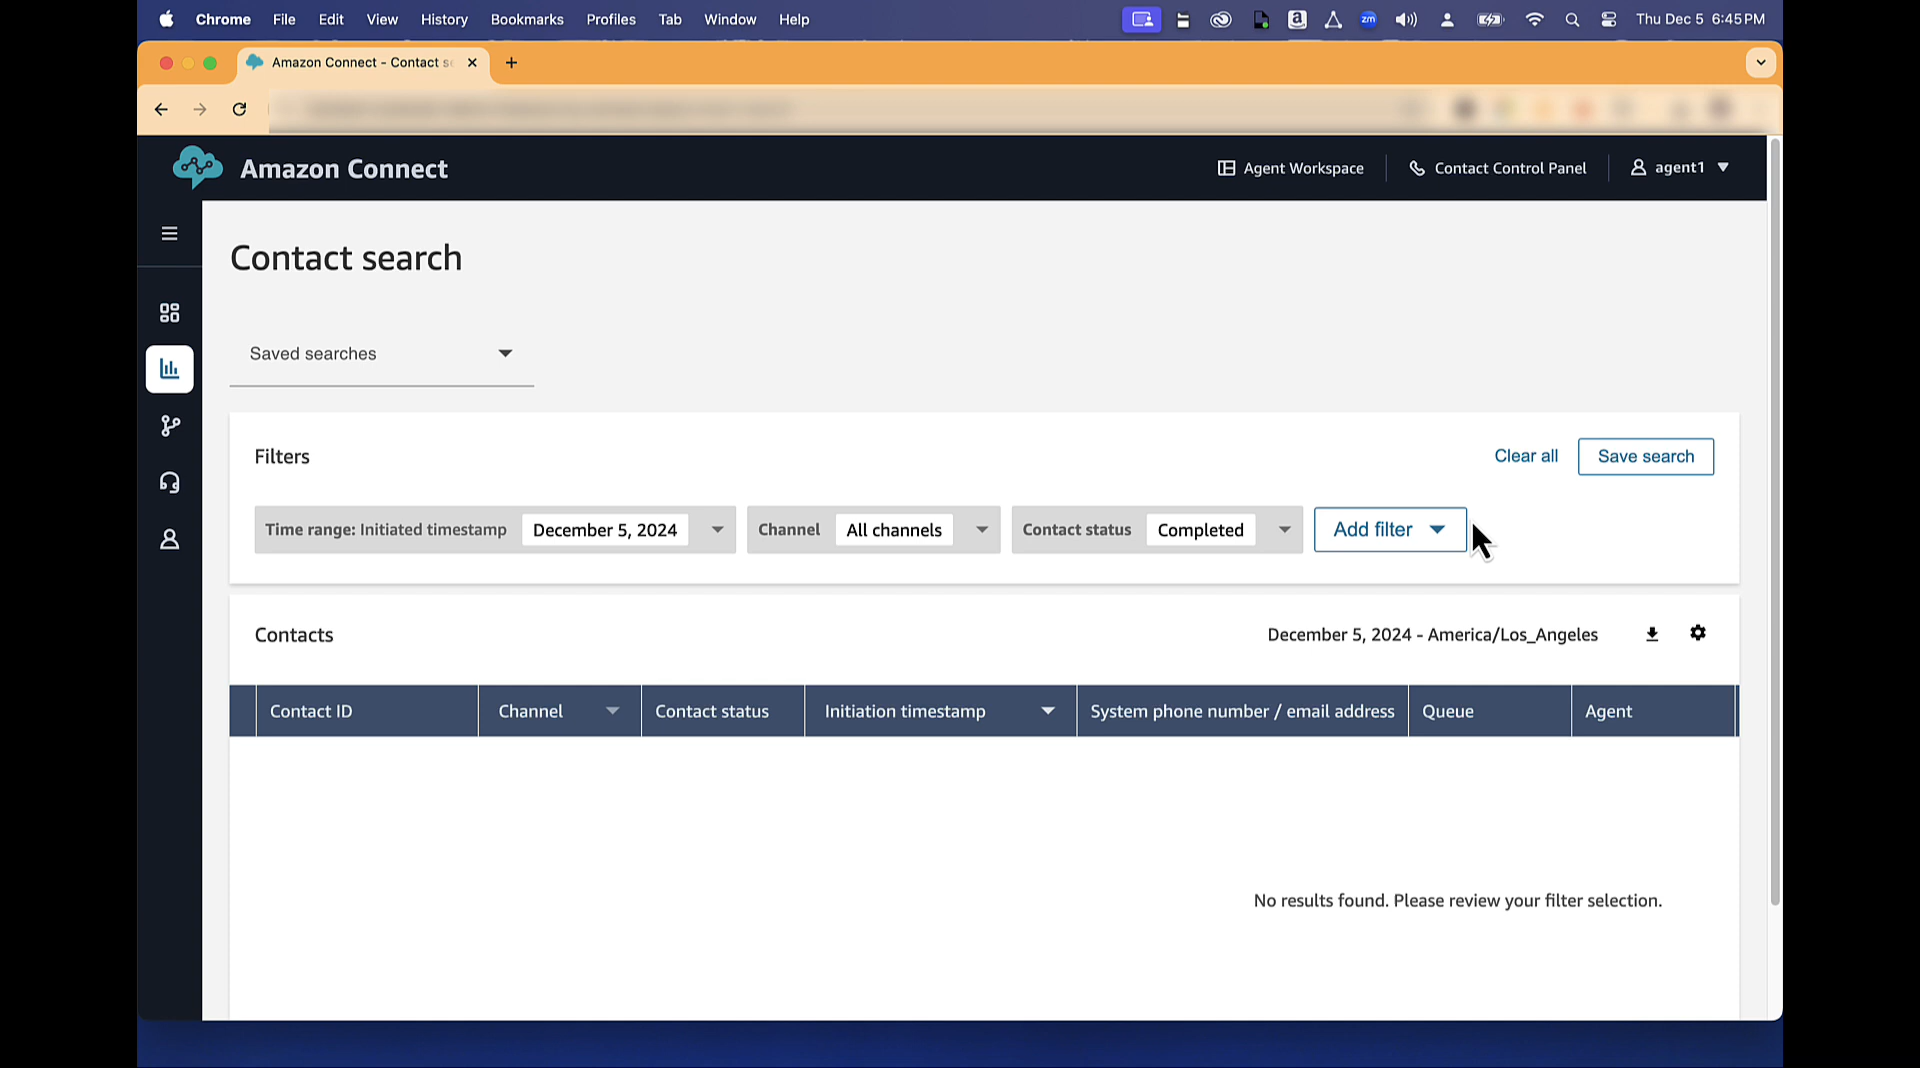 Chrome File Edit View History Bookmarks Profiles Tab Window Help
zm
Thu Dec 5 6:45 PM
Amazon Connect - Contact se
Amazon Connect
Agent Workspace
Contact Control Panel
agent1
Contact search
Saved searches
Filters
Clear all
Save search
Time range: Initiated timestamp December 5, 2024
Channel All channels
Contact status Completed
Add filter
Contacts
December 5, 2024 - America/Los_Angeles
Contact ID Channel Contact status Initiation timestamp System phone number / email address Queue Agent
No results found. Please review your filter selection.